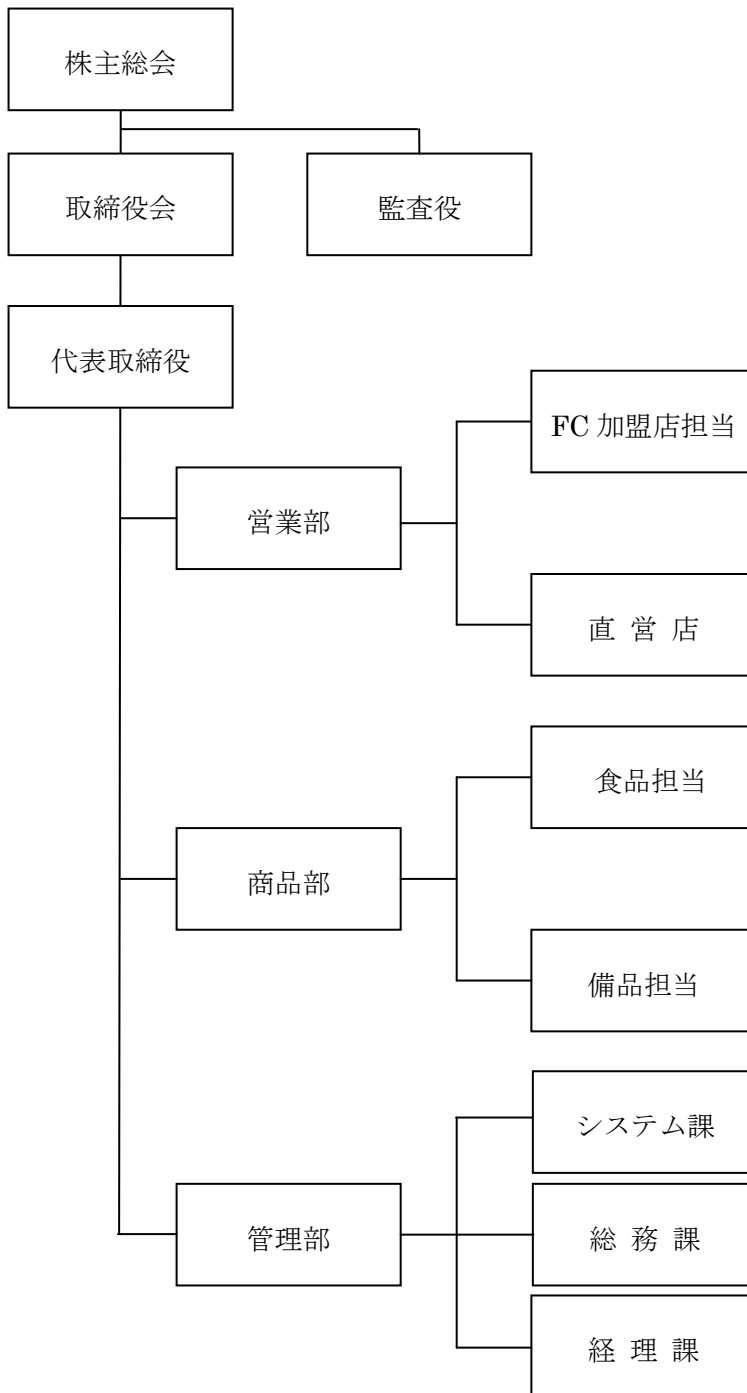 株主総会
取締役会
監査役
代表取締役
FC 加盟店担当
営業部
直 営 店
食品担当
商品部
備品担当
システム課
管理部
総 務 課
経 理 課